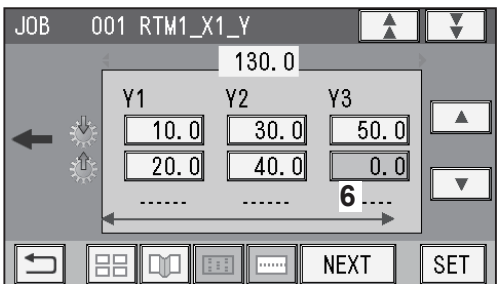 JOB 001 RTM1_X1_Y
130.0
Y1 Y2 Y3
10.0 30.0 50.0
20.0 40.0 0.0
------ ------ ------
6
NEXT SET